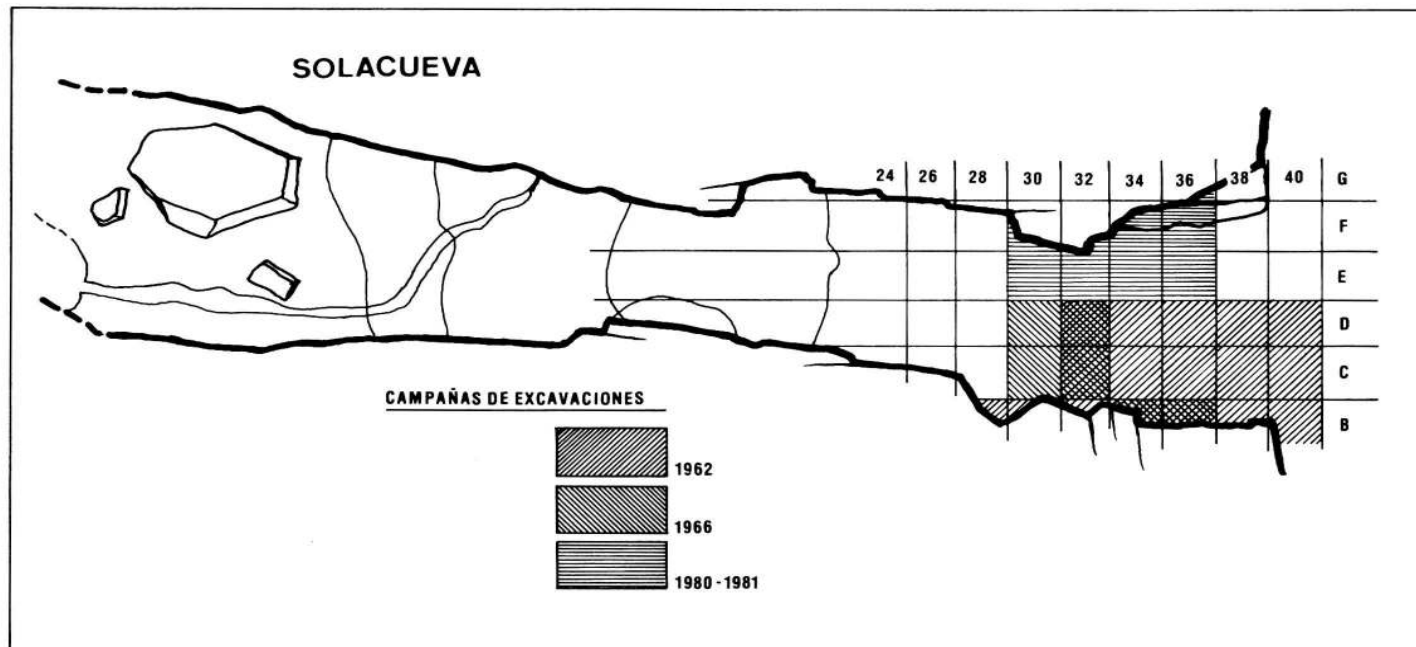 SOLACUEVA
24 26 28 30 32 34 36 38 40 G
F
E
D
C
B
CAMPAÑAS DE EXCAVACIONES
1962
1966
1980-1981